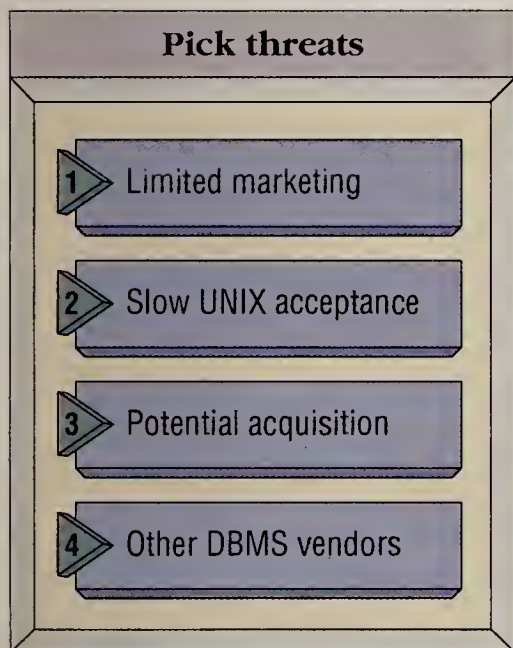 Pick threats
1 Limited marketing
2 Slow UNIX acceptance
3 Potential acquisition
4 Other DBMS vendors